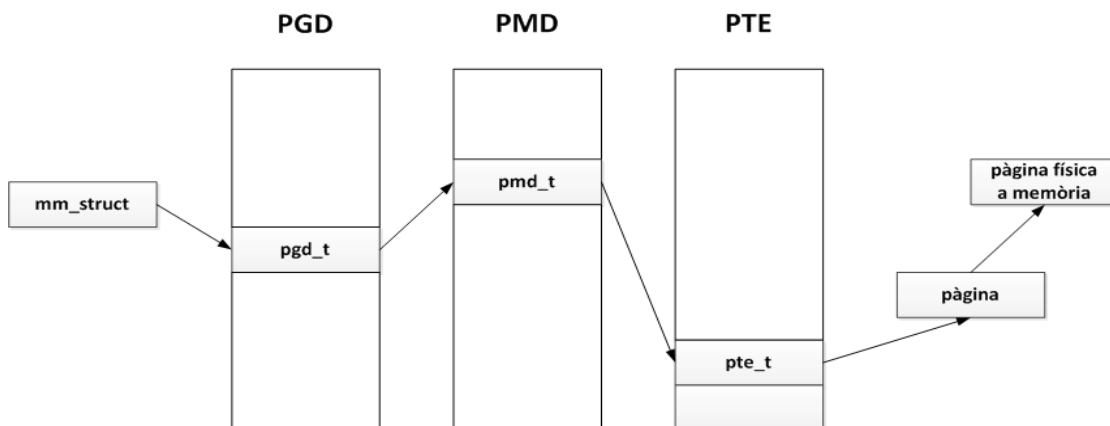 PGD
PMD
PTE
mm_struct
pgd_t
pmd_t
pte_t
pàgina
pàgina física
a memòria